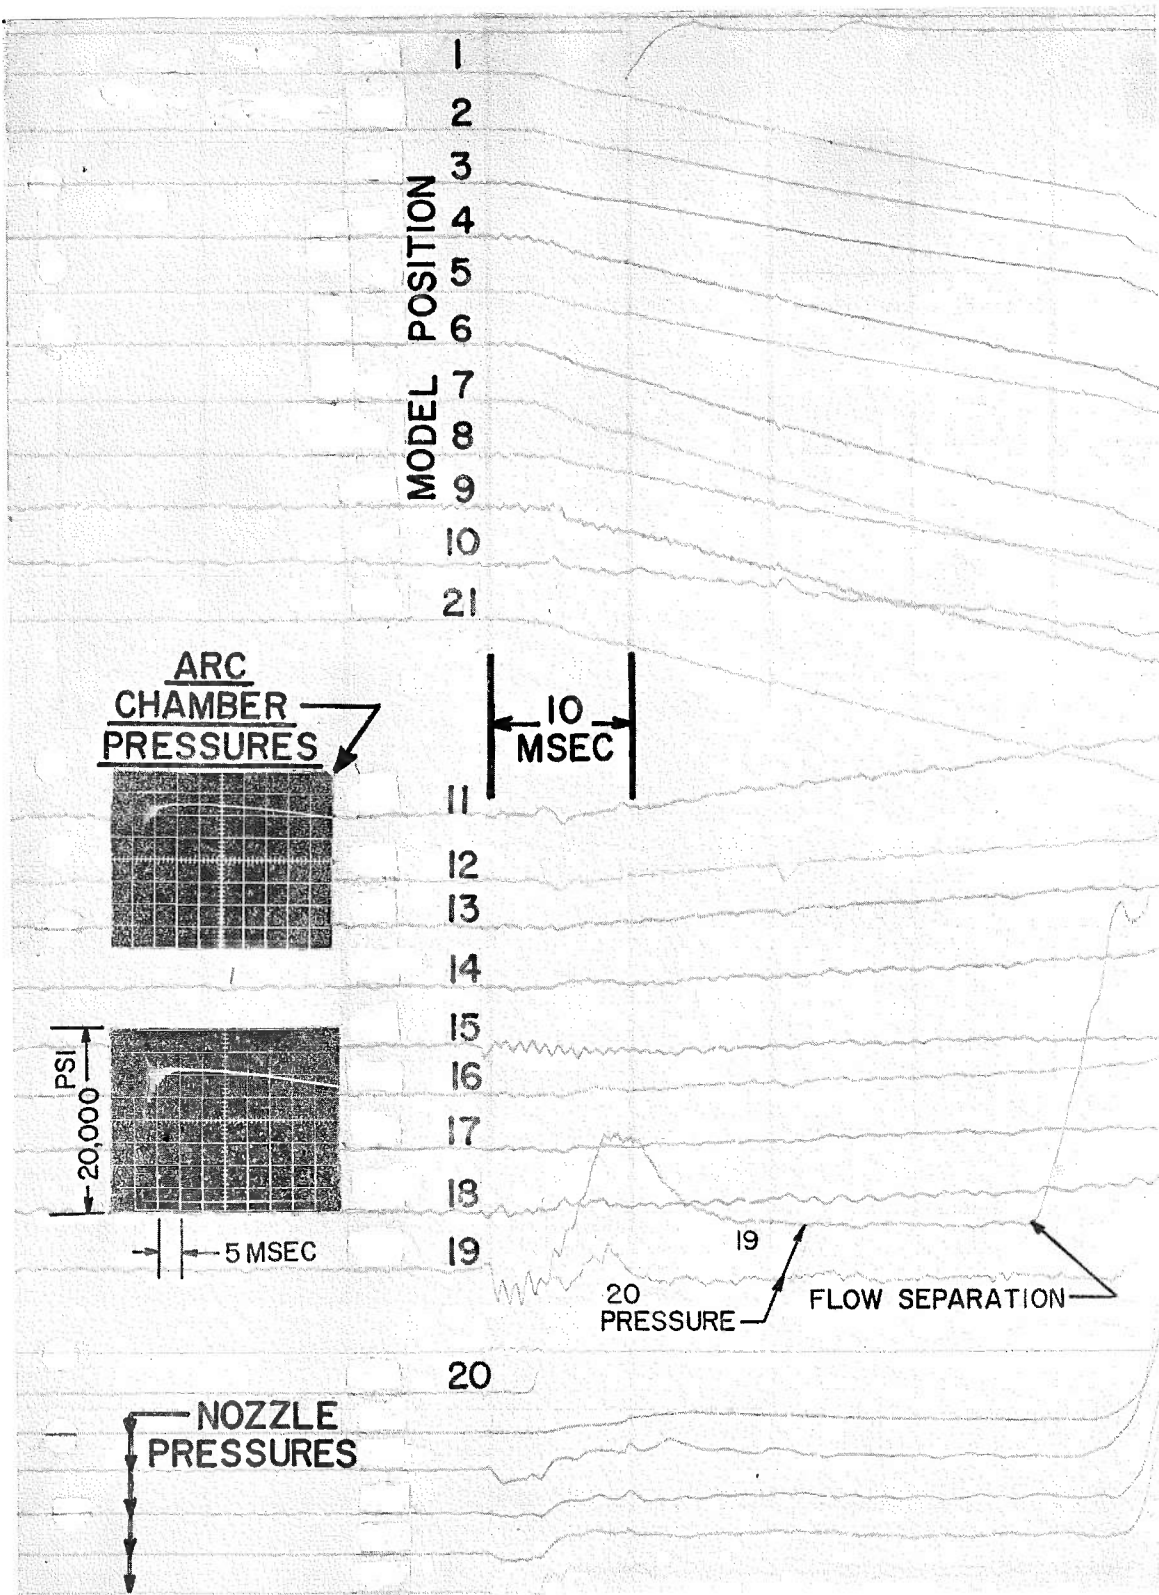 1
2
3
4
5
6
7
8
9
10
21
MODEL POSITION
ARC
CHAMBER
PRESSURES
10
MSEC
11
12
13
14
15
16
17
18
19
PSI
20,000
5 MSEC
19
20
PRESSURE
FLOW SEPARATION
20
NOZZLE
PRESSURES